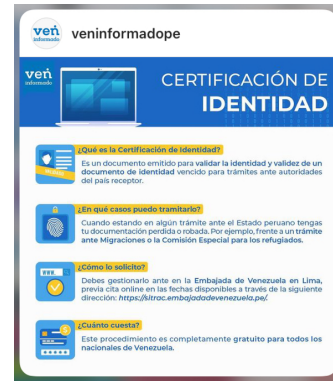 ven
informado
veninformadope
ven
informado
CERTIFICACIÓN DE
IDENTIDAD
¿Qué es la Certificación de Identidad?
Es un documento emitido para validar la identidad y validez de un
documento de identidad vencido para trámites ante autoridades
del país receptor.
¿En qué casos puedo tramitarlo?
Cuando estando en algún trámite ante el Estado peruano tengas
tu documentación perdida o robada. Por ejemplo, frente a un trámite
ante Migraciones o la Comisión Especial para los refugiados.
WWW.
¿Cómo lo solicito?
Debes gestionarlo ante en la Embajada de Venezuela en Lima,
previa cita online en las fechas disponibles a través de la siguiente
dirección: https://sitrac.embajadadevenezuela.pe/.
¿Cuánto cuesta?
Este procedimiento es completamente gratuito para todos los
nacionales de Venezuela.